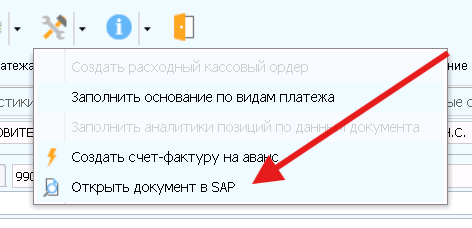 Создать расходный кассовый ордер
Заполнить основание по видам платежа
Заполнить аналитики позиций по данным документа
Создать счет-фактуру на аванс
Открыть документ в SAP
990